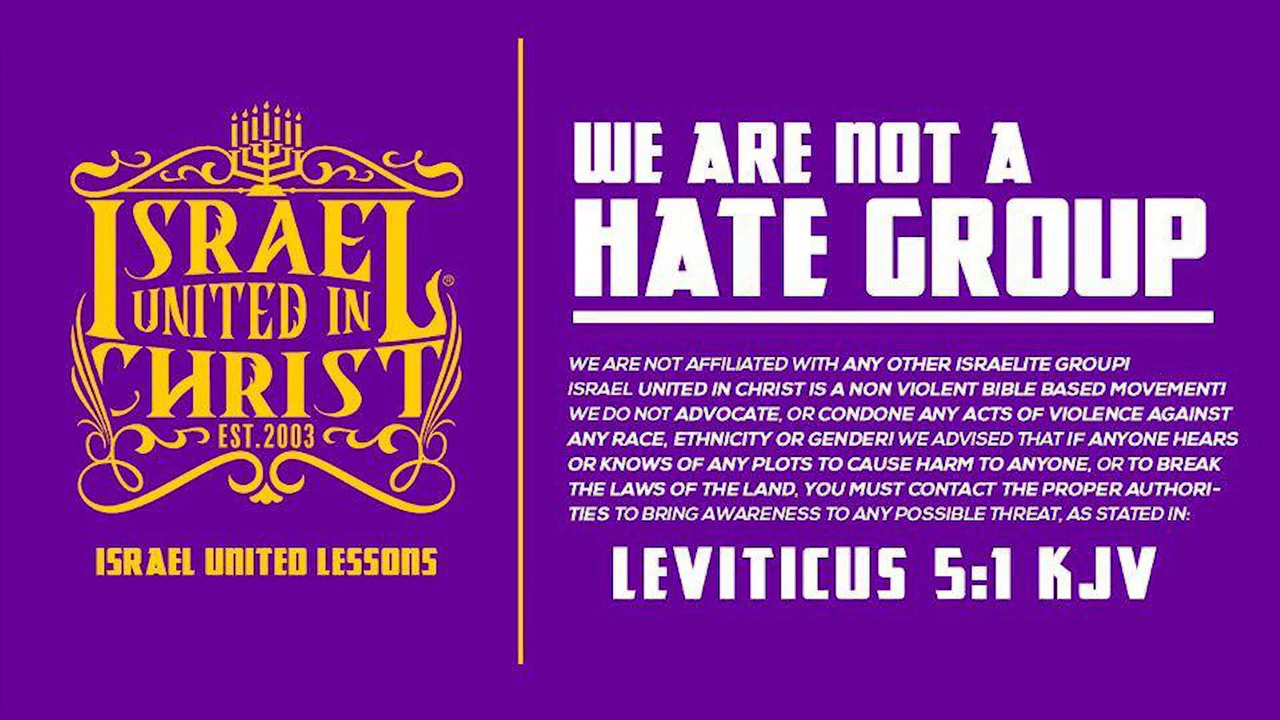 ISRAEL
UNITED IN
CHRIST
EST. 2003
ISRAEL UNITED LESSONS
WE ARE NOT A
HATE GROUP
WE ARE NOT AFFILIATED WITH ANY OTHER ISRAELITE GROUP!
ISRAEL UNITED IN CHRIST IS A NON VIOLENT BIBLE BASED MOVEMENT!
WE DO NOT ADVOCATE, OR CONDONE ANY ACTS OF VIOLENCE AGAINST
ANY RACE, ETHNICITY OR GENDER! WE ADVISED THAT IF ANYONE HEARS
OR KNOWS OF ANY PLOTS TO CAUSE HARM TO ANYONE, OR TO BREAK
THE LAWS OF THE LAND, YOU MUST CONTACT THE PROPER AUTHORI-
TIES TO BRING AWARENESS TO ANY POSSIBLE THREAT, AS STATED IN:
LEVITICUS 5:1 KJV